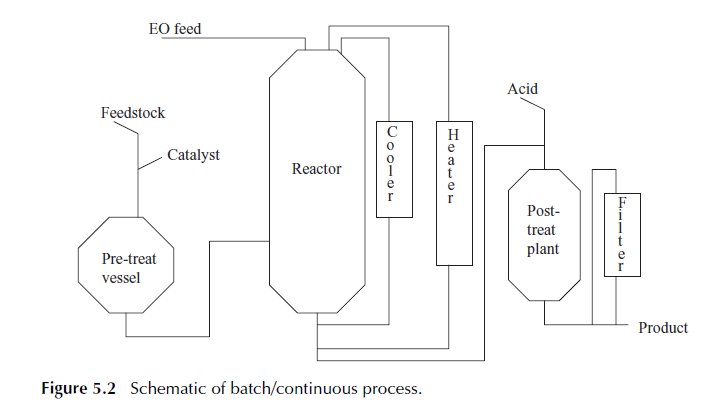 EO feed
Acid
Feedstock
Catalyst
Reactor
Cooler
Heater
Pre-treat
vessel
Post-
treat
plant
Filter
Product
Figure 5.2 Schematic of batch/continuous process.